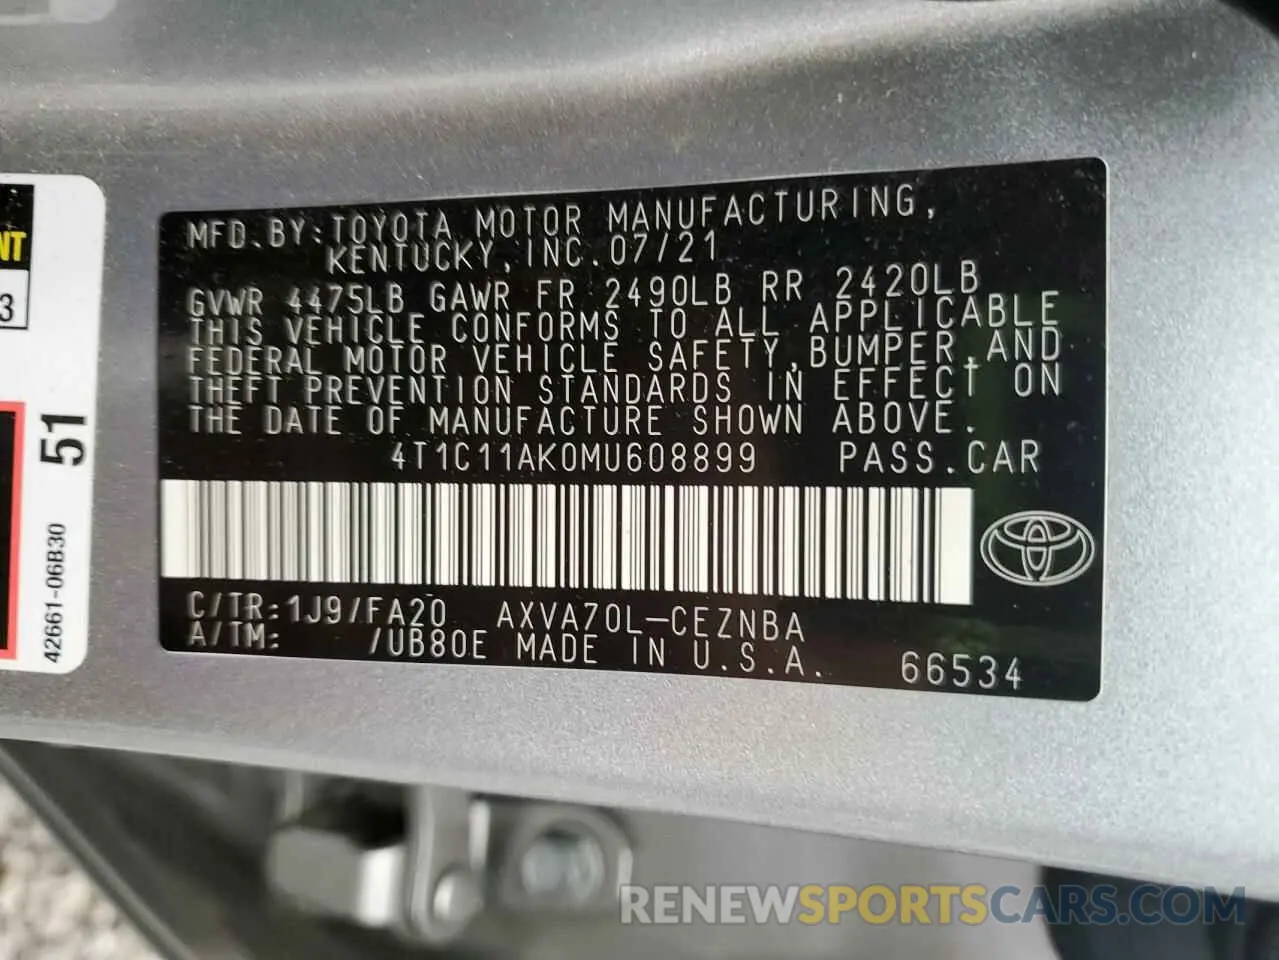 MFD.BY:TOYOTA MOTOR MANUFACTURING,
KENTUCKY, INC. 07/21
GVWR 4475LB GAWR FR 2490LB RR 2420LB
THIS VEHICLE CONFORMS TO ALL APPLICABLE
FEDERAL MOTOR VEHICLE SAFETY,BUMPER,AND
THEFT PREVENTION STANDARDS IN EFFECT ON
THE DATE OF MANUFACTURE SHOWN ABOVE.
4T1C11AK0MU608899 PASS.CAR
C/TR:1J9/FA20 AXVA70L-CEZNBA
A/TM: /UB80E MADE IN U.S.A. 66534
3
51
42661-06B30
RENEWSPORTSCARS.COM